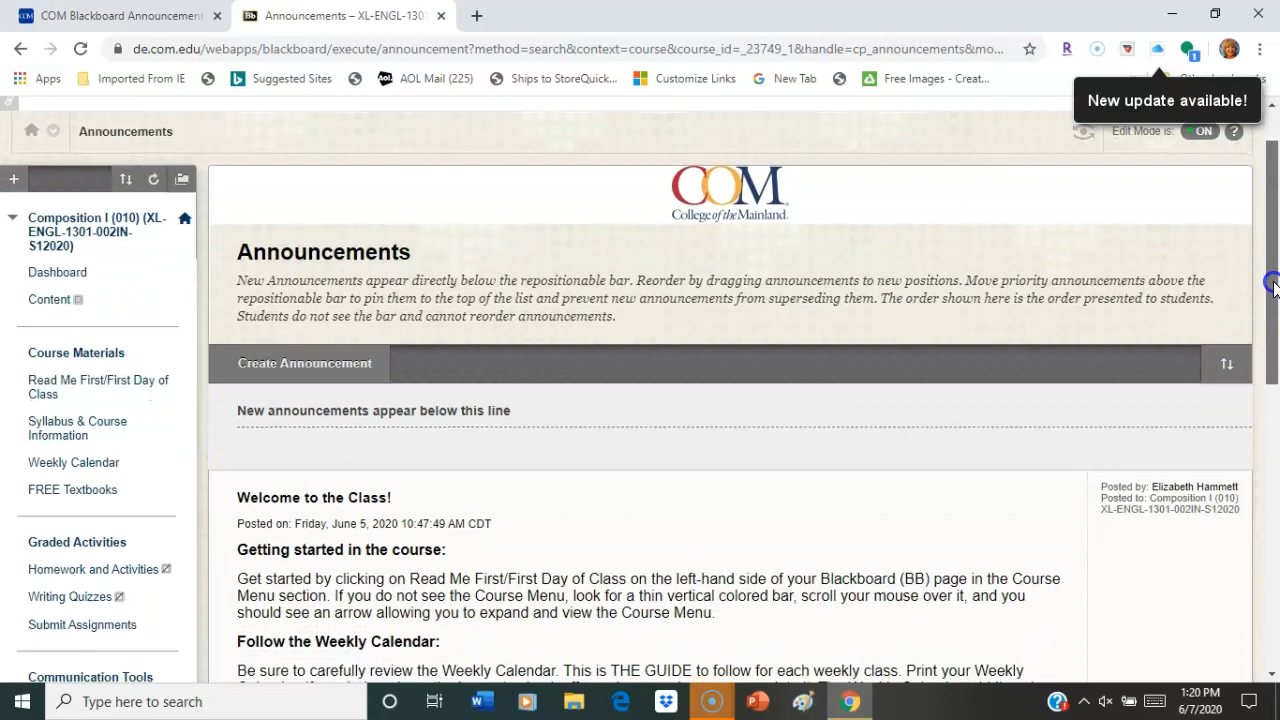 COM Blackboard Announcement
Announcements – XL-ENGL-1301
de.com.edu/webapps/blackboard/execute/announcement?method=search&context=course&course_id=_23749_1&handle=cp_announcements&mo...
Apps
Imported From IE
Suggested Sites
AOL Mail (225)
Ships to StoreQuick...
Customize Links
New Tab
Free Images - Creat...
New update available!
Announcements
Edit Mode is:
ON
?
Composition I (010) (XL-
ENGL-1301-002IN-
S12020)
Dashboard
Content
Course Materials
Read Me First/First Day of
Class
Syllabus & Course
Information
Weekly Calendar
FREE Textbooks
Graded Activities
Homework and Activities
Writing Quizzes
Submit Assignments
Communication Tools
COM
College of the Mainland
Announcements
New Announcements appear directly below the repositionable bar. Reorder by dragging announcements to new positions. Move priority announcements above the
repositionable bar to pin them to the top of the list and prevent new announcements from superseding them. The order shown here is the order presented to students.
Students do not see the bar and cannot reorder announcements.
Create Announcement
New announcements appear below this line
Welcome to the Class!
Posted on: Friday, June 5, 2020 10:47:49 AM CDT
Posted by: Elizabeth Hammett
Posted to: Composition I (010)
XL-ENGL-1301-002IN-S12020
Getting started in the course:
Get started by clicking on Read Me First/First Day of Class on the left-hand side of your Blackboard (BB) page in the Course
Menu section. If you do not see the Course Menu, look for a thin vertical colored bar, scroll your mouse over it, and you
should see an arrow allowing you to expand and view the Course Menu.
Follow the Weekly Calendar:
Be sure to carefully review the Weekly Calendar. This is THE GUIDE to follow for each weekly class. Print your Weekly
Type here to search
1:20 PM
6/7/2020